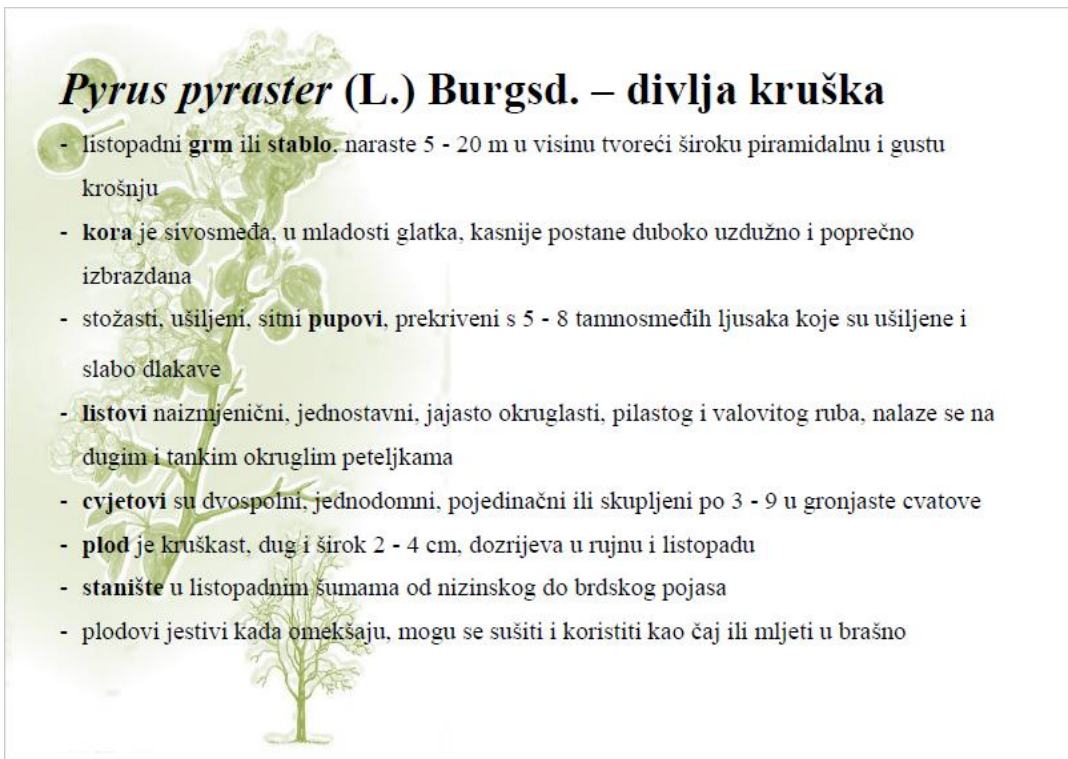 Pyrus pyraster (L.) Burgsd. – divlja kruška
- listopadni grm ili stablo, naraste 5 - 20 m u visinu tvoreći široku piramidalnu i gustu
krošnju
- kora je sivosmeđa, u mladosti glatka, kasnije postane duboko uzdužno i poprečno
izbrazdana
- stožasti, ušiljeni, sitni pupovi, prekriveni s 5 - 8 tamnosmeđih ljusaka koje su ušiljene i
slabo dlakave
- listovi naizmjenični, jednostavni, jajasto okruglasti, pilastog i valovitog ruba, nalaze se na
dugim i tankim okruglim peteljkama
- cvjetovi su dvospolni, jednodomni, pojedinačni ili skupljeni po 3 - 9 u gronjaste cvatove
- plod je kruškast, dug i širok 2 - 4 cm, dozrijeva u rujnu i listopadu
- stanište u listopadnim šumama od nizinskog do brdskog pojasa
- plodovi jestivi kada omekšaju, mogu se sušiti i koristiti kao čaj ili mljeti u brašno